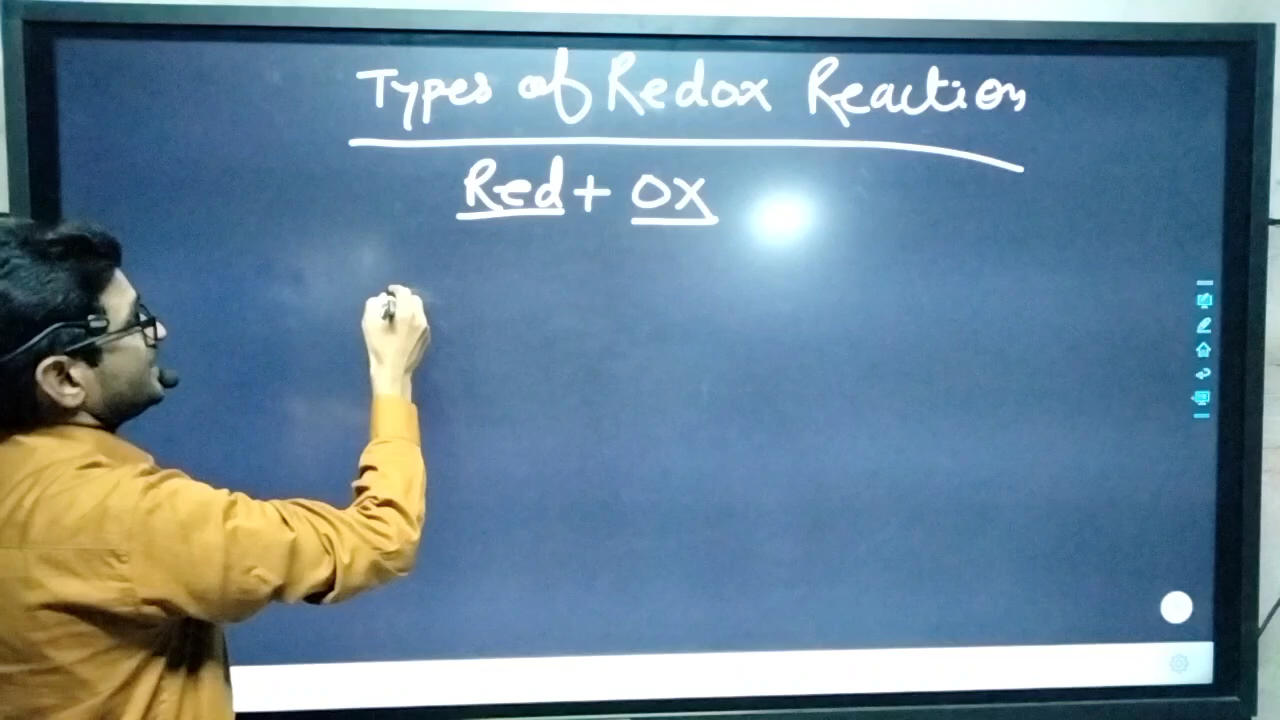 Types of Redox Reaction
Red + Ox